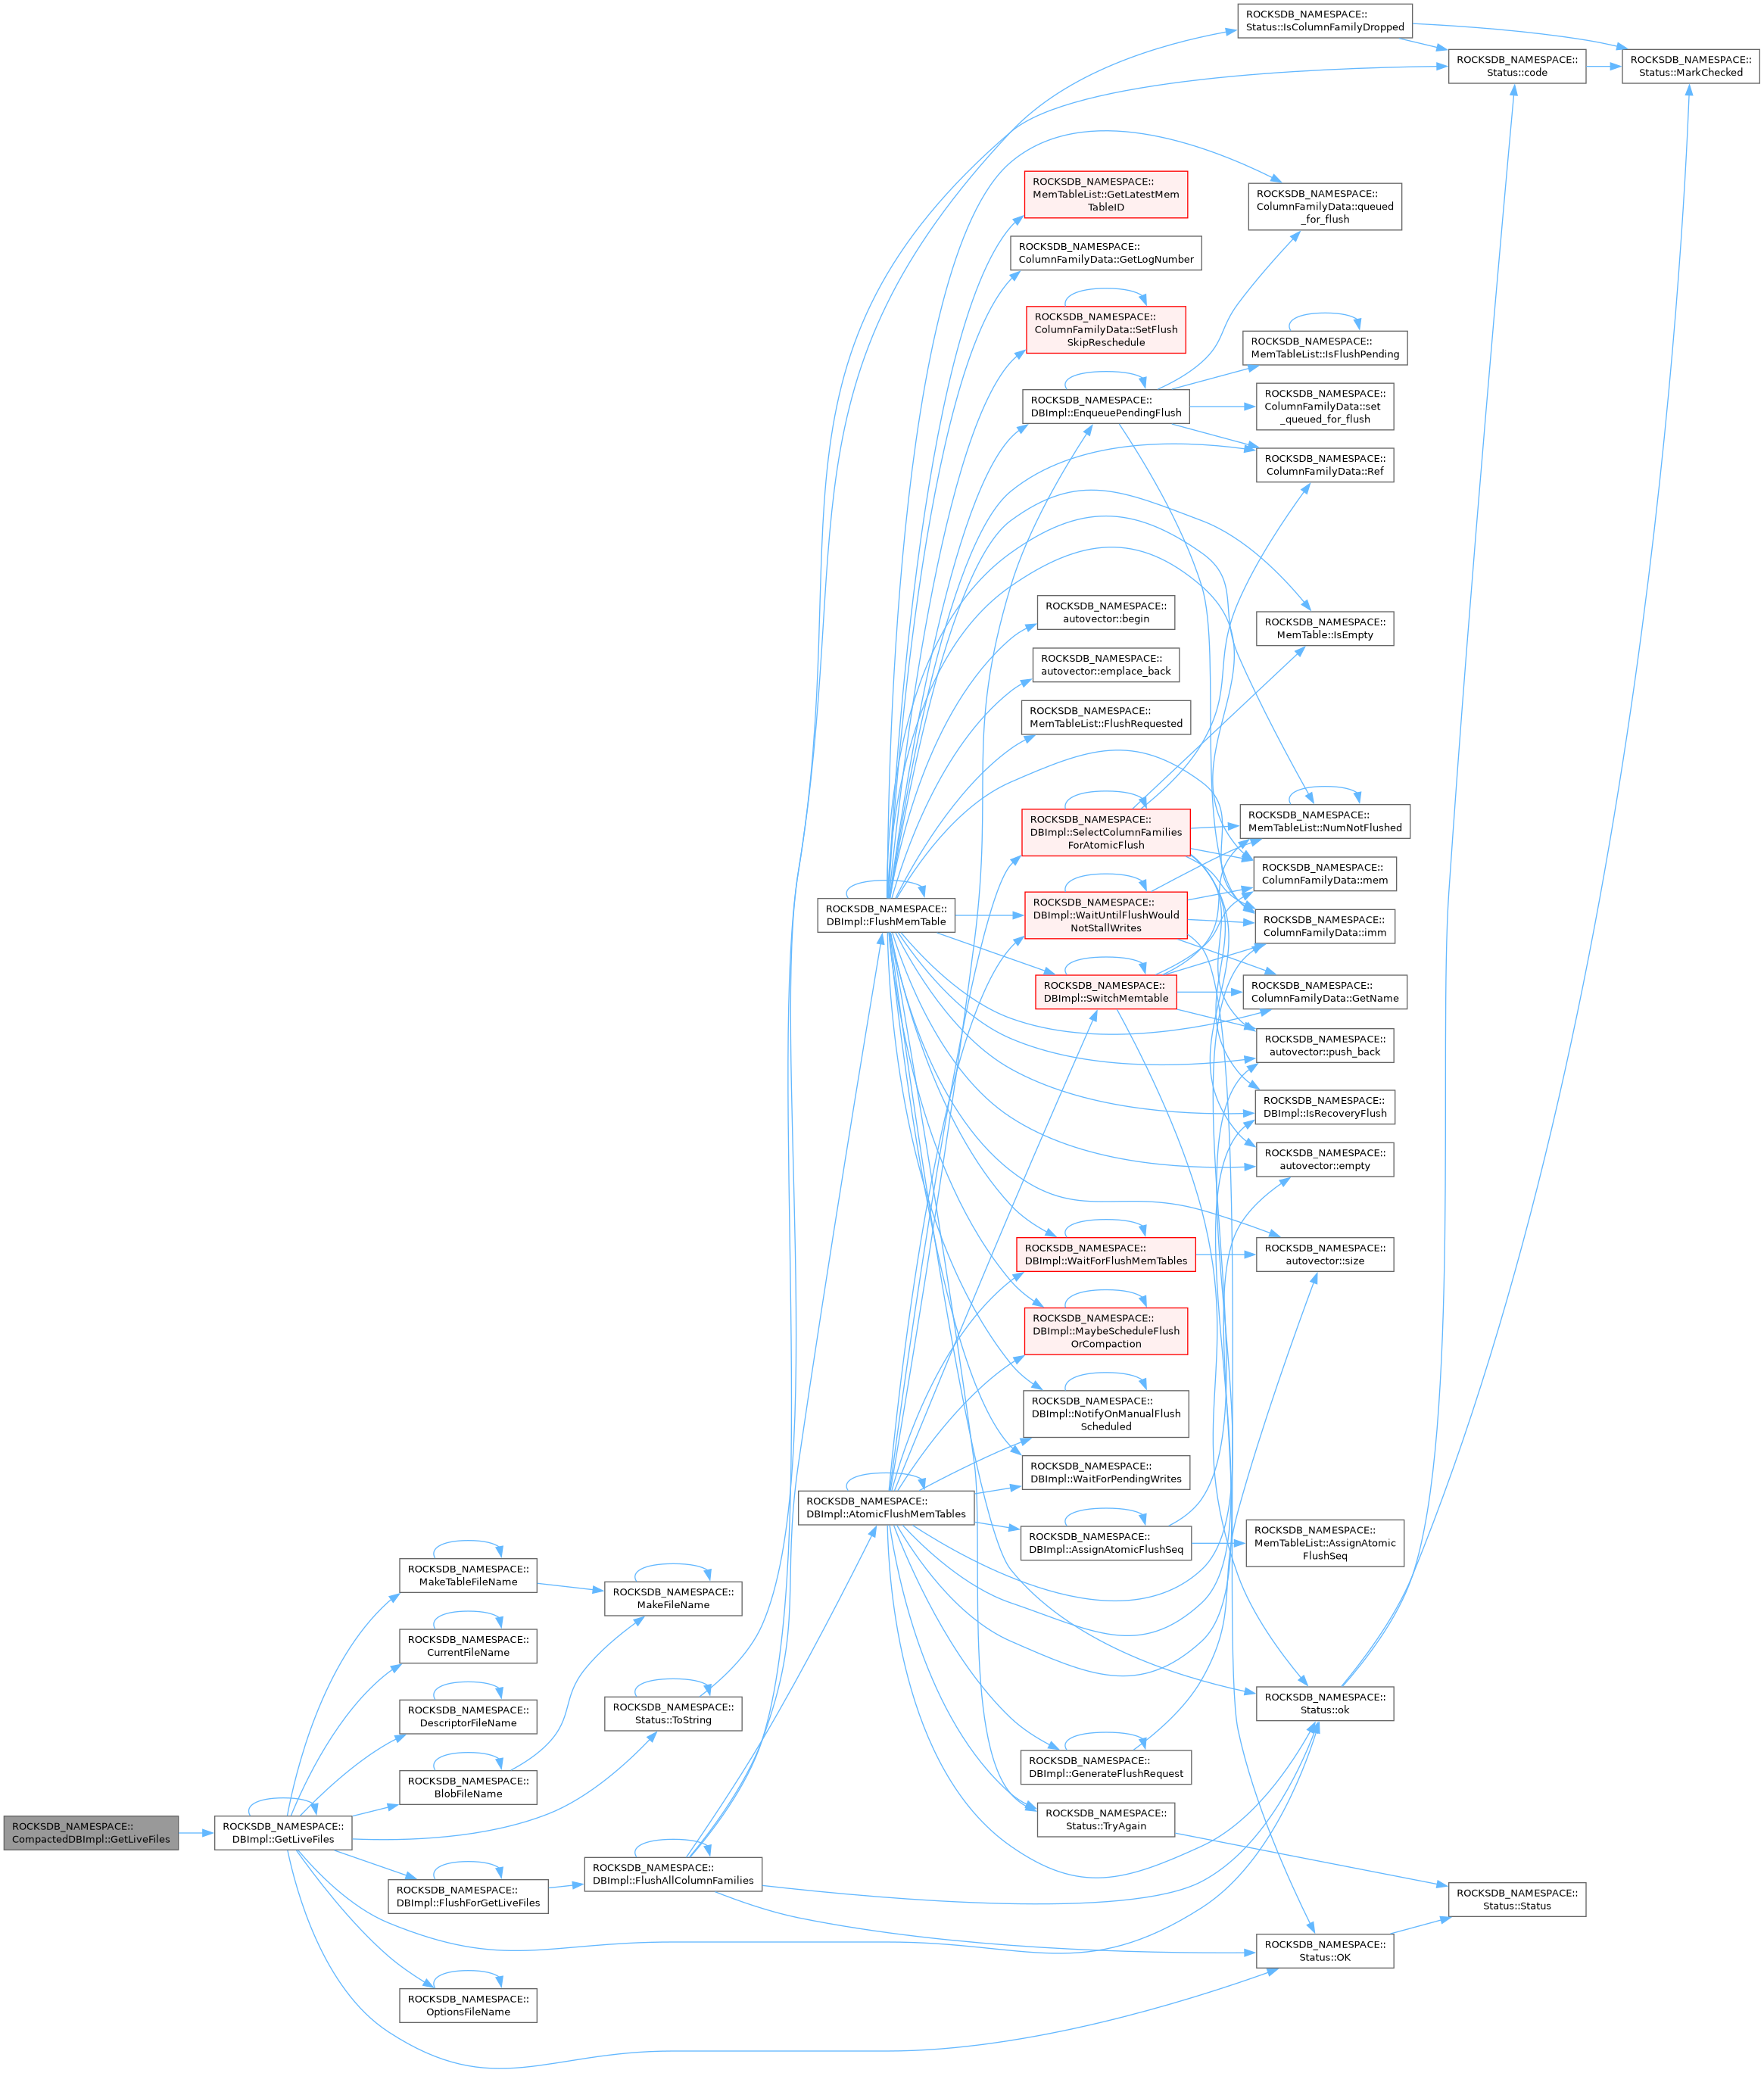 ROCKSDB_NAMESPACE::
CompactedDBImpl::GetLiveFiles
ROCKSDB_NAMESPACE::
DBImpl::GetLiveFiles
ROCKSDB_NAMESPACE::
MakeTableFileName
ROCKSDB_NAMESPACE::
CurrentFileName
ROCKSDB_NAMESPACE::
DescriptorFileName
ROCKSDB_NAMESPACE::
BlobFileName
ROCKSDB_NAMESPACE::
DBImpl::FlushForGetLiveFiles
ROCKSDB_NAMESPACE::
OptionsFileName
ROCKSDB_NAMESPACE::
MakeFileName
ROCKSDB_NAMESPACE::
Status::ToString
ROCKSDB_NAMESPACE::
DBImpl::FlushAllColumnFamilies
ROCKSDB_NAMESPACE::
DBImpl::FlushMemTable
ROCKSDB_NAMESPACE::
DBImpl::AtomicFlushMemTables
ROCKSDB_NAMESPACE::
MemTableList::GetLatestMem
TableID
ROCKSDB_NAMESPACE::
ColumnFamilyData::GetLogNumber
ROCKSDB_NAMESPACE::
ColumnFamilyData::SetFlush
SkipReschedule
ROCKSDB_NAMESPACE::
DBImpl::EnqueuePendingFlush
ROCKSDB_NAMESPACE::
autovector::begin
ROCKSDB_NAMESPACE::
autovector::emplace_back
ROCKSDB_NAMESPACE::
MemTableList::FlushRequested
ROCKSDB_NAMESPACE::
DBImpl::SelectColumnFamilies
ForAtomicFlush
ROCKSDB_NAMESPACE::
DBImpl::WaitUntilFlushWould
NotStallWrites
ROCKSDB_NAMESPACE::
DBImpl::SwitchMemtable
ROCKSDB_NAMESPACE::
DBImpl::WaitForFlushMemTables
ROCKSDB_NAMESPACE::
DBImpl::MaybeScheduleFlush
OrCompaction
ROCKSDB_NAMESPACE::
DBImpl::NotifyOnManualFlush
Scheduled
ROCKSDB_NAMESPACE::
DBImpl::WaitForPendingWrites
ROCKSDB_NAMESPACE::
DBImpl::AssignAtomicFlushSeq
ROCKSDB_NAMESPACE::
DBImpl::GenerateFlushRequest
ROCKSDB_NAMESPACE::
Status::TryAgain
ROCKSDB_NAMESPACE::
Status::IsColumnFamilyDropped
ROCKSDB_NAMESPACE::
ColumnFamilyData::queued
_for_flush
ROCKSDB_NAMESPACE::
MemTableList::IsFlushPending
ROCKSDB_NAMESPACE::
ColumnFamilyData::set
_queued_for_flush
ROCKSDB_NAMESPACE::
ColumnFamilyData::Ref
ROCKSDB_NAMESPACE::
MemTable::IsEmpty
ROCKSDB_NAMESPACE::
MemTableList::NumNotFlushed
ROCKSDB_NAMESPACE::
ColumnFamilyData::mem
ROCKSDB_NAMESPACE::
ColumnFamilyData::imm
ROCKSDB_NAMESPACE::
ColumnFamilyData::GetName
ROCKSDB_NAMESPACE::
autovector::push_back
ROCKSDB_NAMESPACE::
DBImpl::IsRecoveryFlush
ROCKSDB_NAMESPACE::
autovector::empty
ROCKSDB_NAMESPACE::
autovector::size
ROCKSDB_NAMESPACE::
MemTableList::AssignAtomic
FlushSeq
ROCKSDB_NAMESPACE::
Status::ok
ROCKSDB_NAMESPACE::
Status::OK
ROCKSDB_NAMESPACE::
Status::code
ROCKSDB_NAMESPACE::
Status::Status
ROCKSDB_NAMESPACE::
Status::MarkChecked